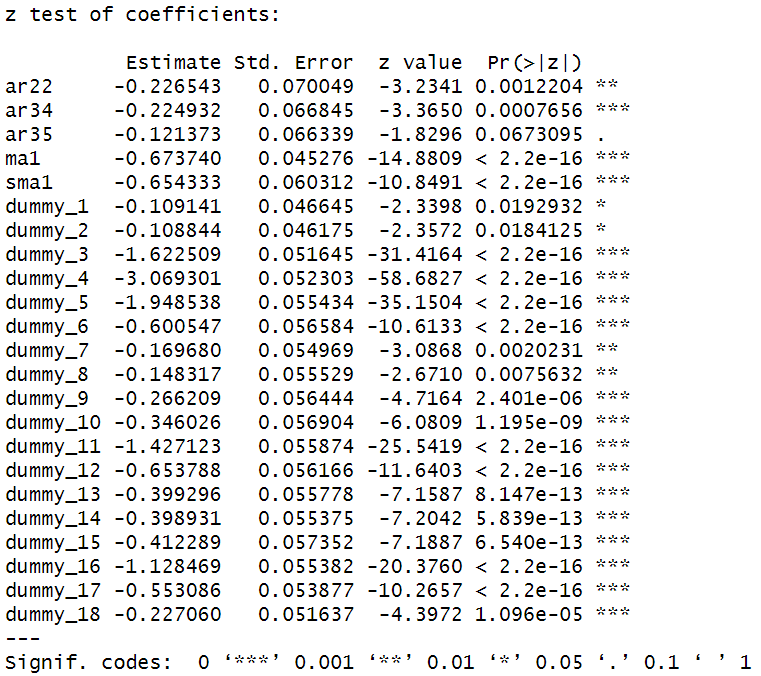 z test of coefficients:
Estimate Std. Error z value Pr(>|z|)
ar22 -0.226543 0.070049 -3.2341 0.0012204 **
ar34 -0.224932 0.066845 -3.3650 0.0007656 ***
ar35 -0.121373 0.066339 -1.8296 0.0673095 .
ma1 -0.673740 0.045276 -14.8809 < 2.2e-16 ***
sma1 -0.654333 0.060312 -10.8491 < 2.2e-16 ***
dummy_1 -0.109141 0.046645 -2.3398 0.0192932 *
dummy_2 -0.108844 0.046175 -2.3572 0.0184125 *
dummy_3 -1.622509 0.051645 -31.4164 < 2.2e-16 ***
dummy_4 -3.069301 0.052303 -58.6827 < 2.2e-16 ***
dummy_5 -1.948538 0.055434 -35.1504 < 2.2e-16 ***
dummy_6 -0.600547 0.056584 -10.6133 < 2.2e-16 ***
dummy_7 -0.169680 0.054969 -3.0868 0.0020231 **
dummy_8 -0.148317 0.055529 -2.6710 0.0075632 **
dummy_9 -0.266209 0.056444 -4.7164 2.401e-06 ***
dummy_10 -0.346026 0.056904 -6.0809 1.195e-09 ***
dummy_11 -1.427123 0.055874 -25.5419 < 2.2e-16 ***
dummy_12 -0.653788 0.056166 -11.6403 < 2.2e-16 ***
dummy_13 -0.399296 0.055778 -7.1587 8.147e-13 ***
dummy_14 -0.398931 0.055375 -7.2042 5.839e-13 ***
dummy_15 -0.412289 0.057352 -7.1887 6.540e-13 ***
dummy_16 -1.128469 0.055382 -20.3760 < 2.2e-16 ***
dummy_17 -0.553086 0.053877 -10.2657 < 2.2e-16 ***
dummy_18 -0.227060 0.051637 -4.3972 1.096e-05 ***
---
Signif. codes: 0 ‘***’ 0.001 ‘**’ 0.01 ‘*’ 0.05 ‘.’ 0.1 ‘ ’ 1